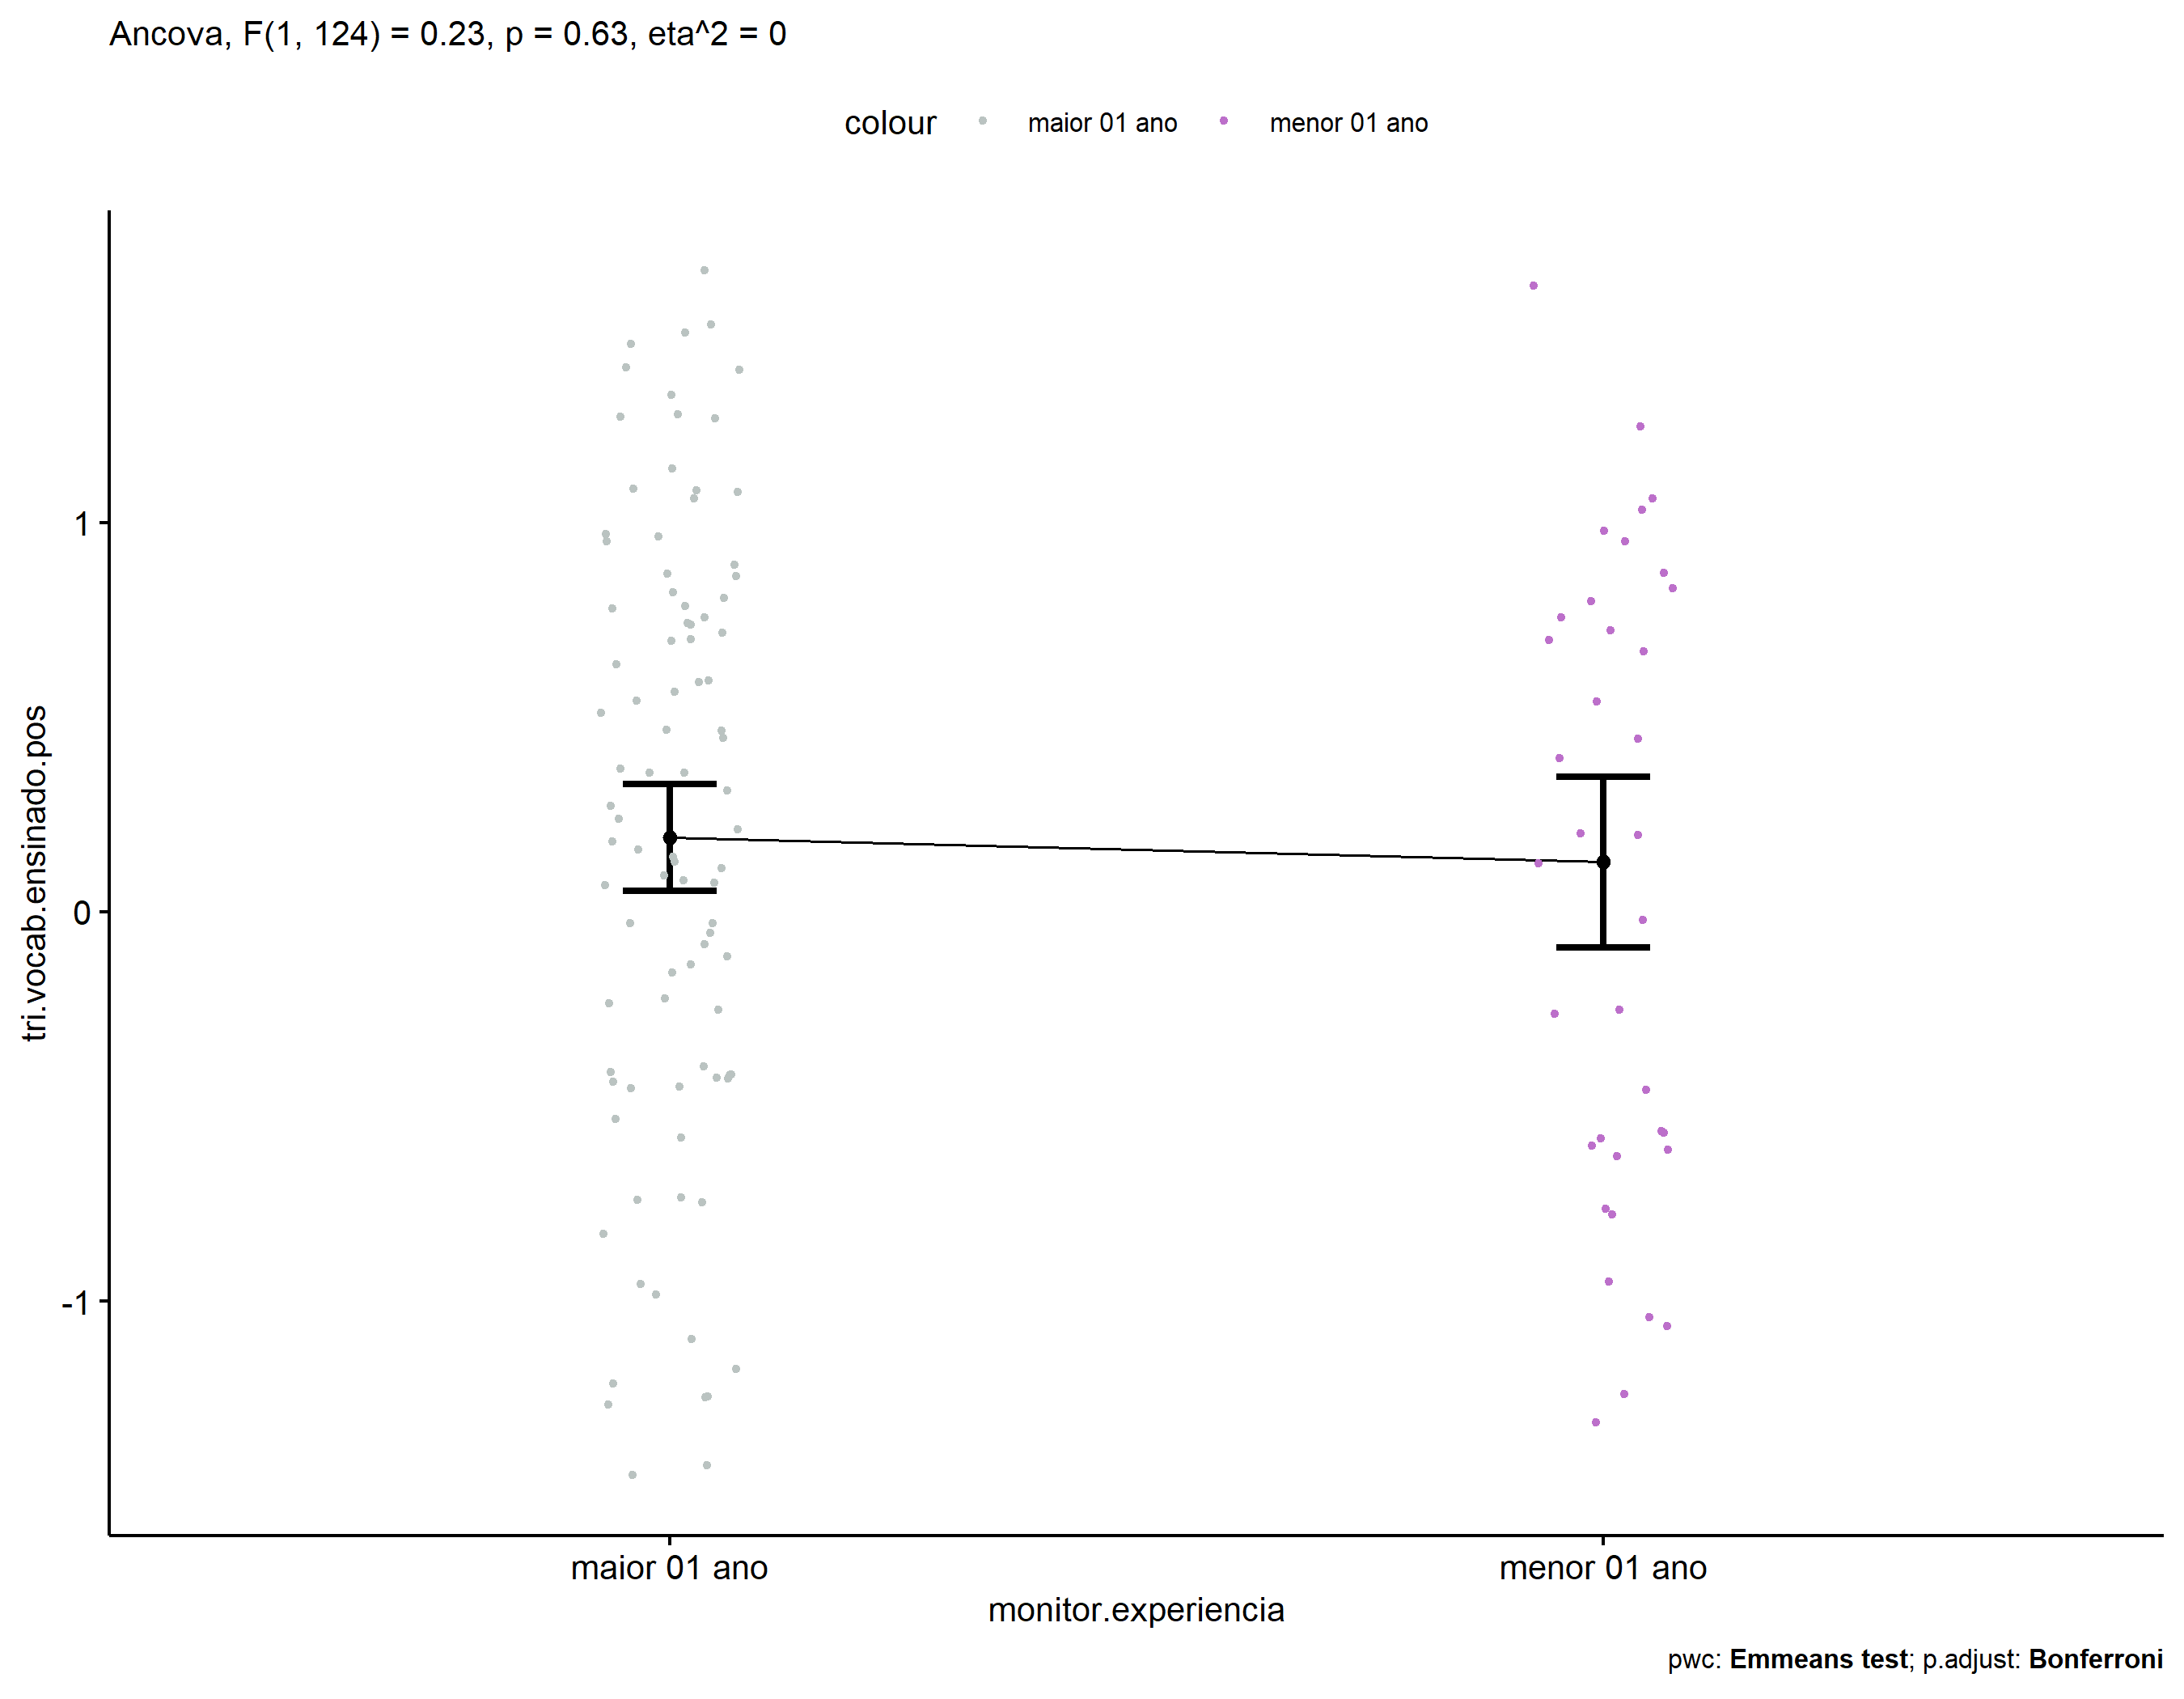 Ancova, F(1, 124) = 0.23, p = 0.63, eta^2 = 0
colour maior 01 ano menor 01 ano
tri.vocab.ensinado.pos
1
0
-1
maior 01 ano menor 01 ano
monitor.experiencia
pwc: Emmeans test; p.adjust: Bonferroni